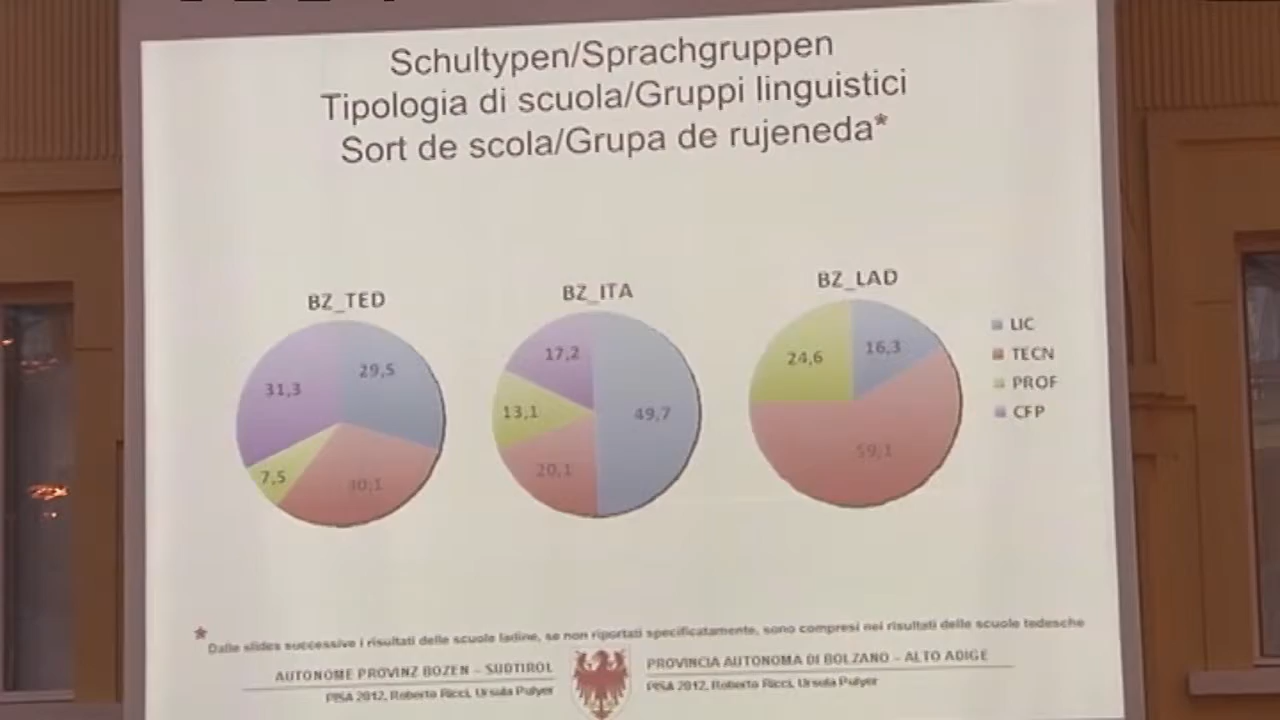 Schultypen/Sprachgruppen
Tipologia di scuola/Gruppi linguistici
Sort de scola/Grupa de rujeneda*
BZ_TED
BZ_ITA
BZ_LAD
31,3
29,5
7,5
30,1
17,2
13,1
49,7
20,1
24,6
16,3
59,1
LIC
TECN
PROF
CFP
* Dalle slides successive i risultati delle scuole ladine, se non riportati specificatamente, sono compresi nei risultati delle scuole tedesche
AUTONOME PROVINZ BOZEN – SÜDTIROL
PISA 2012, Roberto Ricci, Ursula Pulyer
PROVINCIA AUTONOMA DI BOLZANO – ALTO ADIGE
PISA 2012, Roberto Ricci, Ursula Pulyer